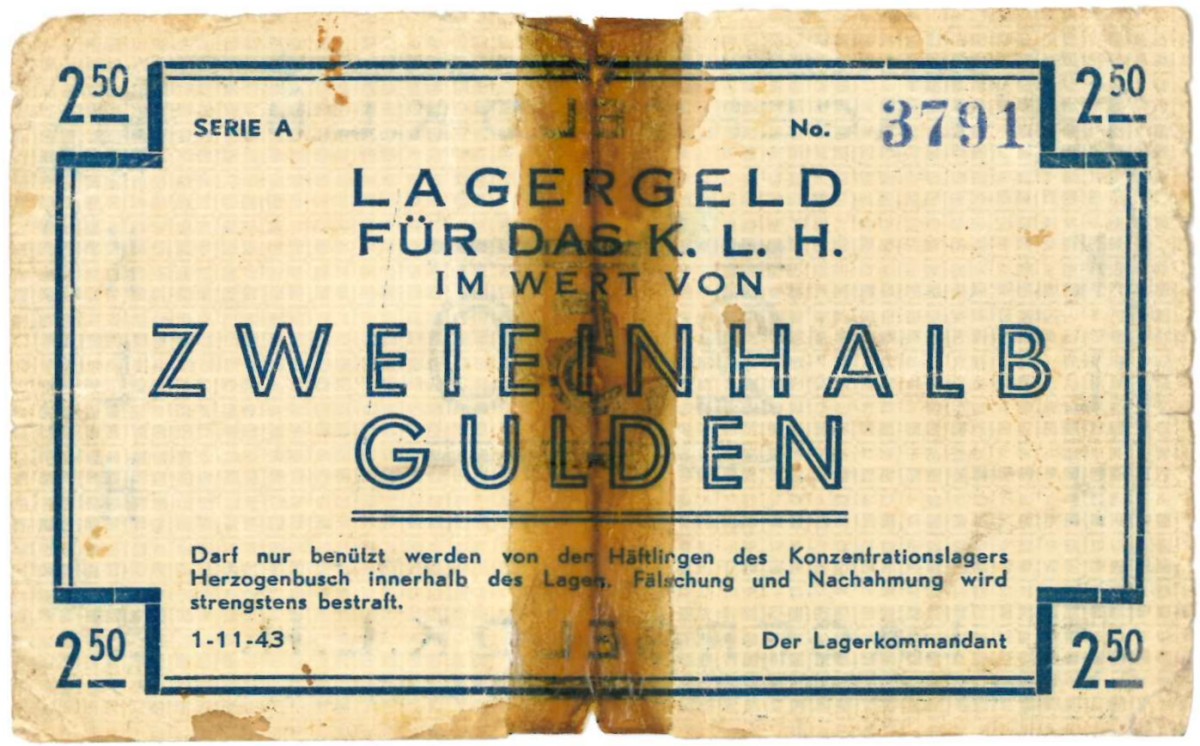 2 50 2 50
SERIE A No. 3791
LAGERGELD
FÜR DAS K. L. H.
IM WERT VON
ZWEIEINHALB
GULDEN
Darf nur benützt werden von den Häftlingen des Konzentrationslagers
Herzogenbusch innerhalb des Lagers. Fälschung und Nachahmung wird
strengstens bestraft.
1-11-43 Der Lagerkommandant
2 50 2 50